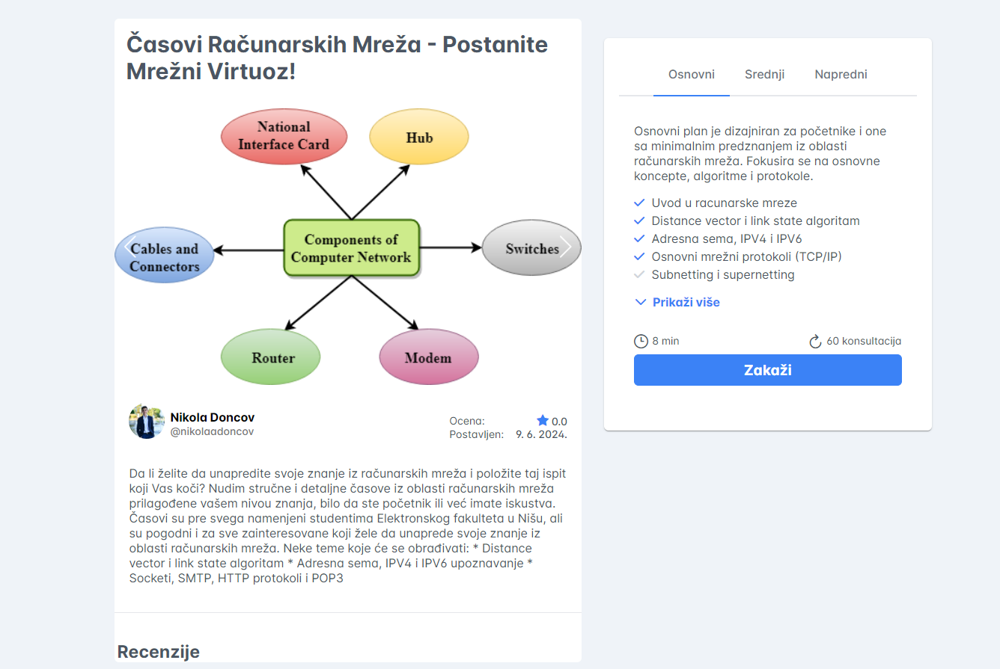 Časovi Računarskih Mreža - Postanite
Mrežni Virtuoz!
National
Interface Card
Hub
Cables and
Connectors
Components of
Computer Network
Switches
Router
Modem
Nikola Doncov
@nikolaadoncov
Ocena: 0.0
Postavljen: 9. 6. 2024.
Da li želite da unapredite svoje znanje iz računarskih mreža i položite taj ispit
koji Vas koči? Nudim stručne i detaljne časove iz oblasti računarskih mreža
prilagođene vašem nivou znanja, bilo da ste početnik ili već imate iskustva.
Časovi su pre svega namenjeni studentima Elektronskog fakulteta u Nišu, ali
su pogodni i za sve zainteresovane koji žele da unaprede svoje znanje iz
oblasti računarskih mreža. Neke teme koje će se obrađivati: * Distance
vector i link state algoritam * Adresna sema, IPV4 i IPV6 upoznavanje *
Socketi, SMTP, HTTP protokoli i POP3
Recenzije
Osnovni Srednji Napredni
Osnovni plan je dizajniran za početnike i one
sa minimalnim predznanjem iz oblasti
računarskih mreža. Fokusira se na osnovne
koncepte, algoritme i protokole.
Uvod u racunarske mreze
Distance vector i link state algoritam
Adresna sema, IPV4 i IPV6
Osnovni mrežni protokoli (TCP/IP)
Subnetting i supernetting
Prikaži više
8 min 60 konsultacija
Zakaži